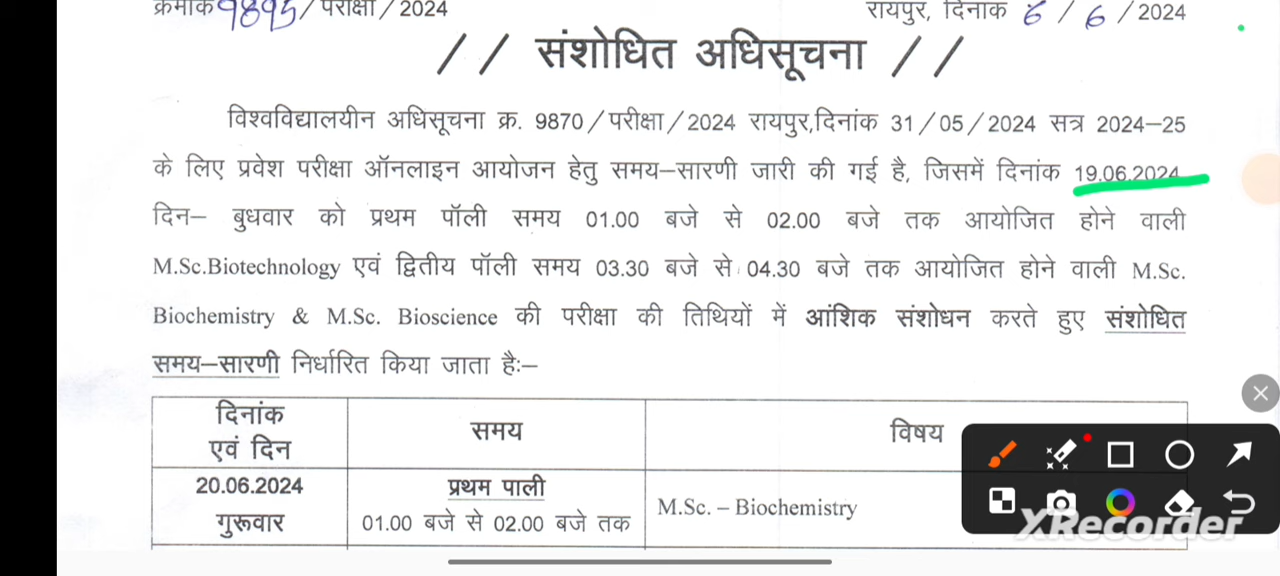 क्रमांक 9895/ परीक्षा / 2024 रायपुर, दिनांक 6 / 6 / 2024
// संशोधित अधिसूचना //
विश्वविद्यालयीन अधिसूचना क्र. 9870/परीक्षा/2024 रायपुर,दिनांक 31/05/2024 सत्र 2024–25
के लिए प्रवेश परीक्षा ऑनलाइन आयोजन हेतु समय–सारणी जारी की गई है, जिसमें दिनांक 19.06.2024
दिन– बुधवार को प्रथम पॉली समय 01.00 बजे से 02.00 बजे तक आयोजित होने वाली
M.Sc.Biotechnology एवं द्वितीय पॉली समय 03.30 बजे से 04.30 बजे तक आयोजित होने वाली M.Sc.
Biochemistry & M.Sc. Bioscience की परीक्षा की तिथियों में आंशिक संशोधन करते हुए संशोधित
समय–सारणी निर्धारित किया जाता हैः–
दिनांक एवं दिन समय विषय
20.06.2024 गुरूवार प्रथम पाली 01.00 बजे से 02.00 बजे तक M.Sc. – Biochemistry
XRecorder